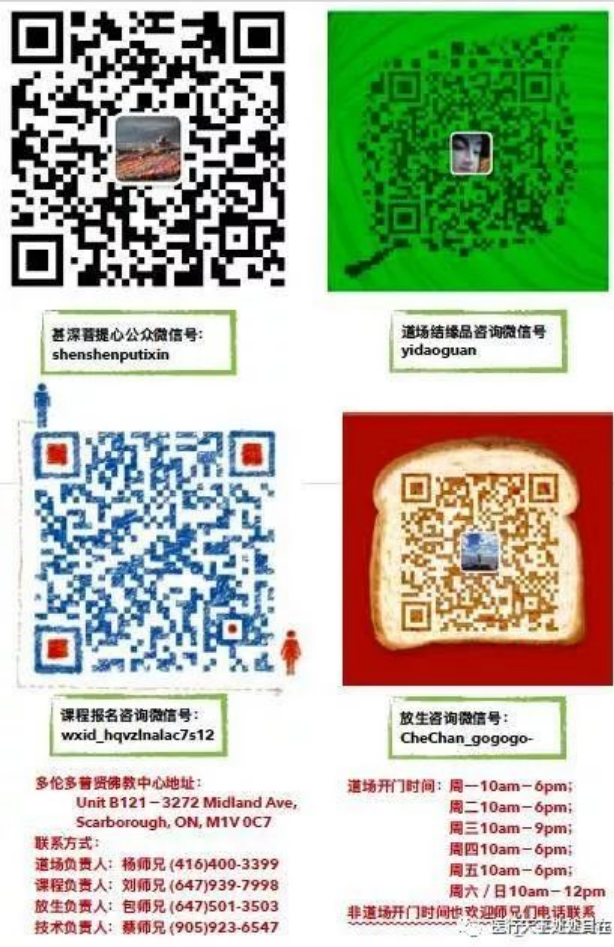 甚深菩提心公众微信号：
shenshenputixin
道场结缘品咨询微信号
yidaoguan
课程报名咨询微信号：
wxid_hqvzlnalac7s12
放生咨询微信号：
CheChan_gogogo-
多伦多普贤佛教中心地址：
Unit B121－3272 Midland Ave,
Scarborough, ON, M1V 0C7
联系方式：
道场负责人：杨师兄 (416)400-3399
课程负责人：刘师兄 (647)939-7998
放生负责人：包师兄 (647)501-3503
技术负责人：蔡师兄 (905)923-6547
道场开门时间：周一10am－6pm；
周二10am－6pm；
周三10am－9pm；
周四10am－6pm；
周五10am－6pm；
周六 / 日10am－12pm
非道场开门时间也欢迎师兄们电话联系